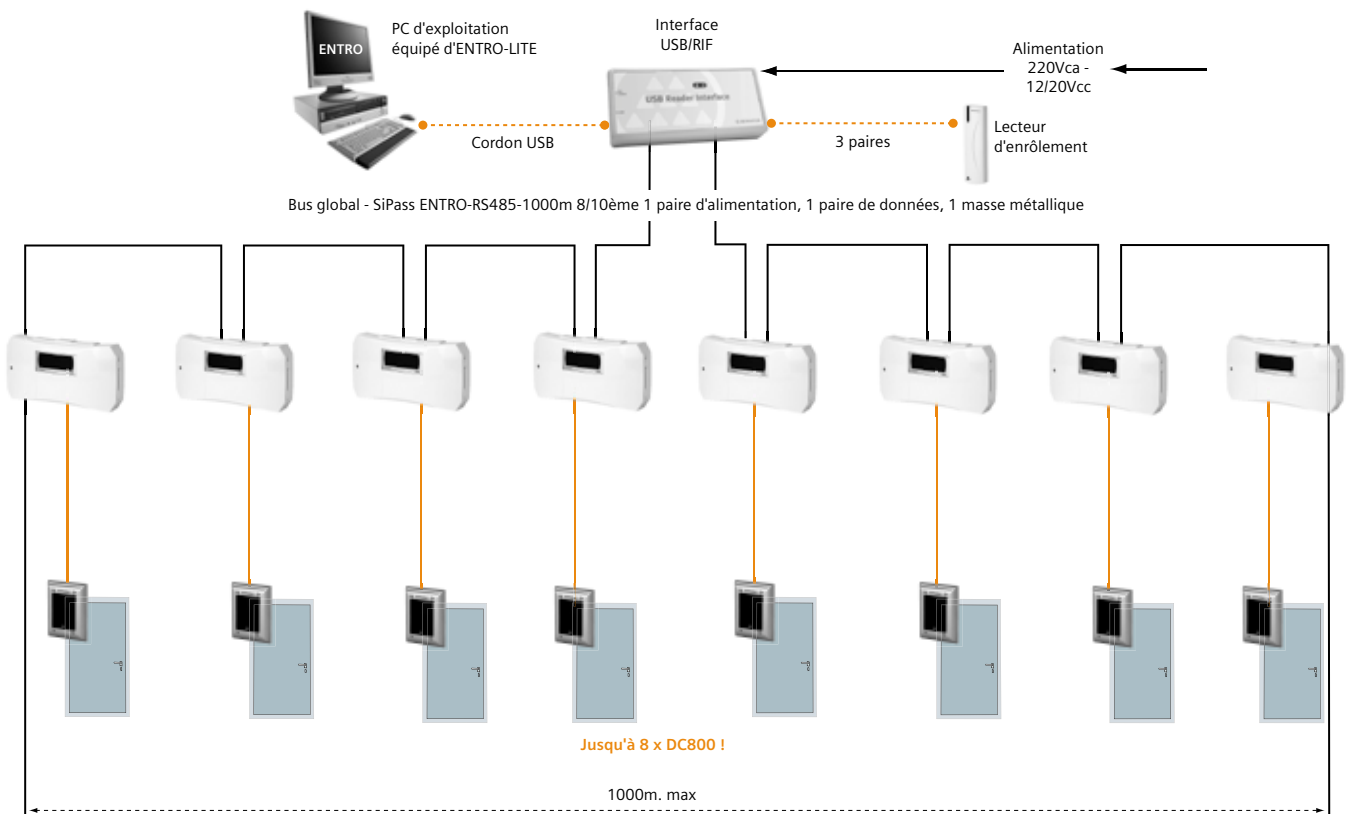 PC d'exploitation
équipé d'ENTRO-LITE
ENTRO
Interface
USB/RIF
Alimentation
220Vca -
12/20Vcc
USB Reader Interface
Lecteur
d'enrôlement
Cordon USB
3 paires
Bus global - SiPass ENTRO-RS485-1000m 8/10ème 1 paire d'alimentation, 1 paire de données, 1 masse métallique
Jusqu'à 8 x DC800 !
1000m. max